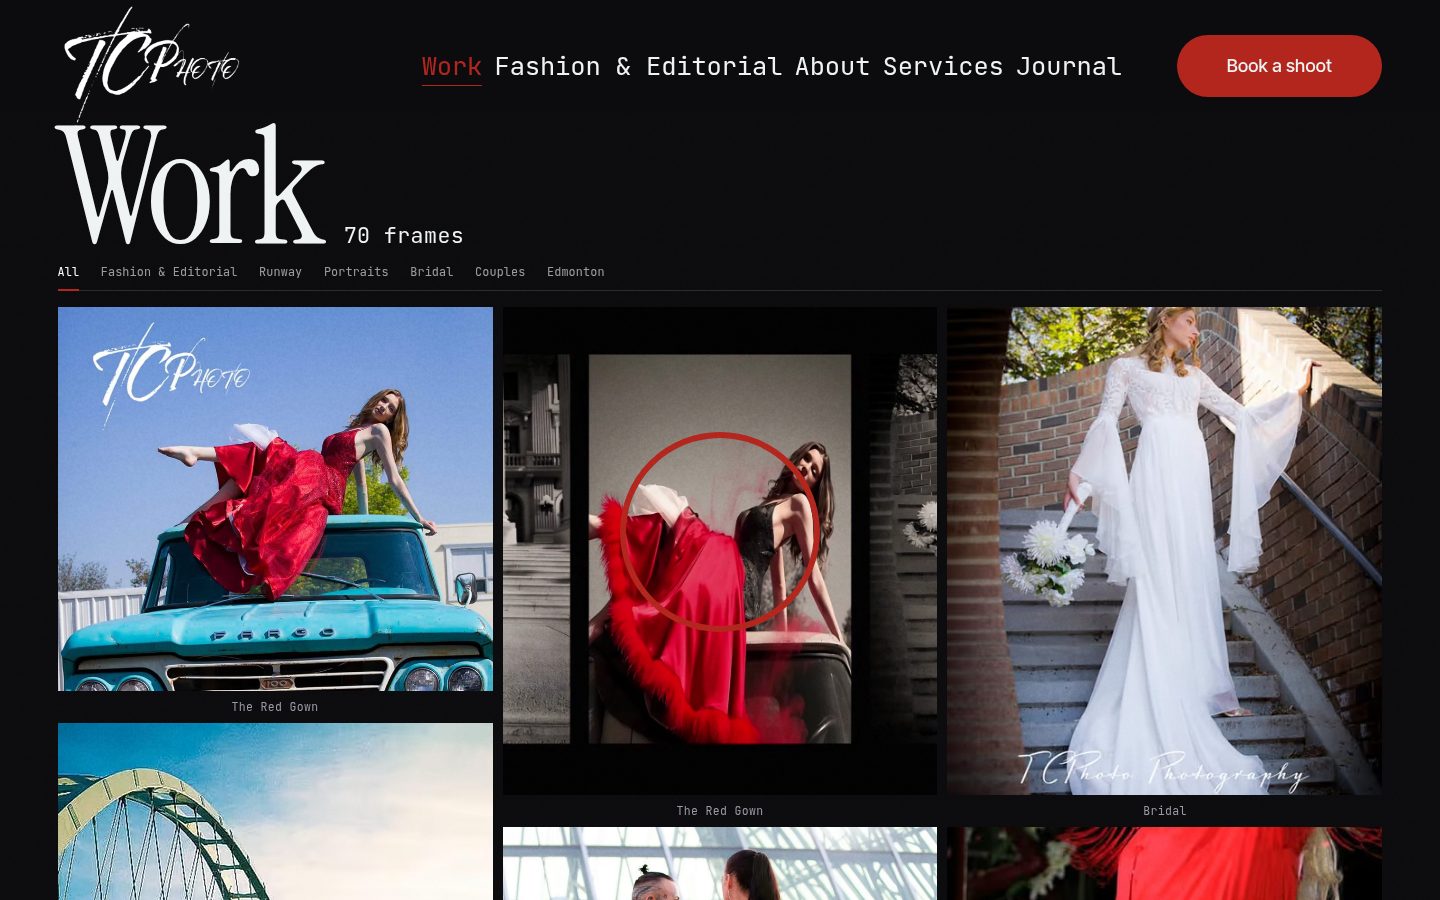 TCPHOTO
Work Fashion & Editorial About Services Journal
Book a shoot
Work
70 frames
All Fashion & Editorial Runway Portraits Bridal Couples Edmonton
TCPHOTO
FARGO
100
The Red Gown
The Red Gown
TCPhoto Photography
Bridal